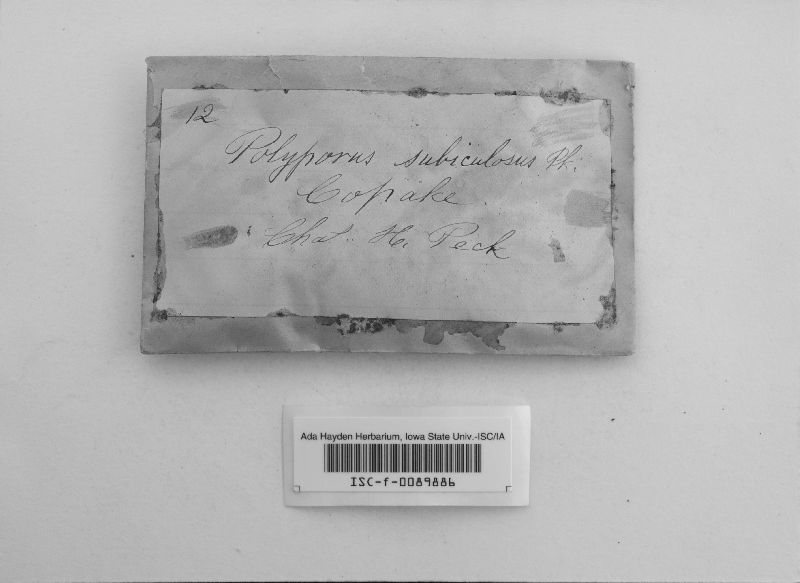 12
Polyporus subiculosus Pk.
Copake.
Chas. H. Peck
Ada Hayden Herbarium, Iowa State Univ.-ISC/IA
ISC-f-0089886